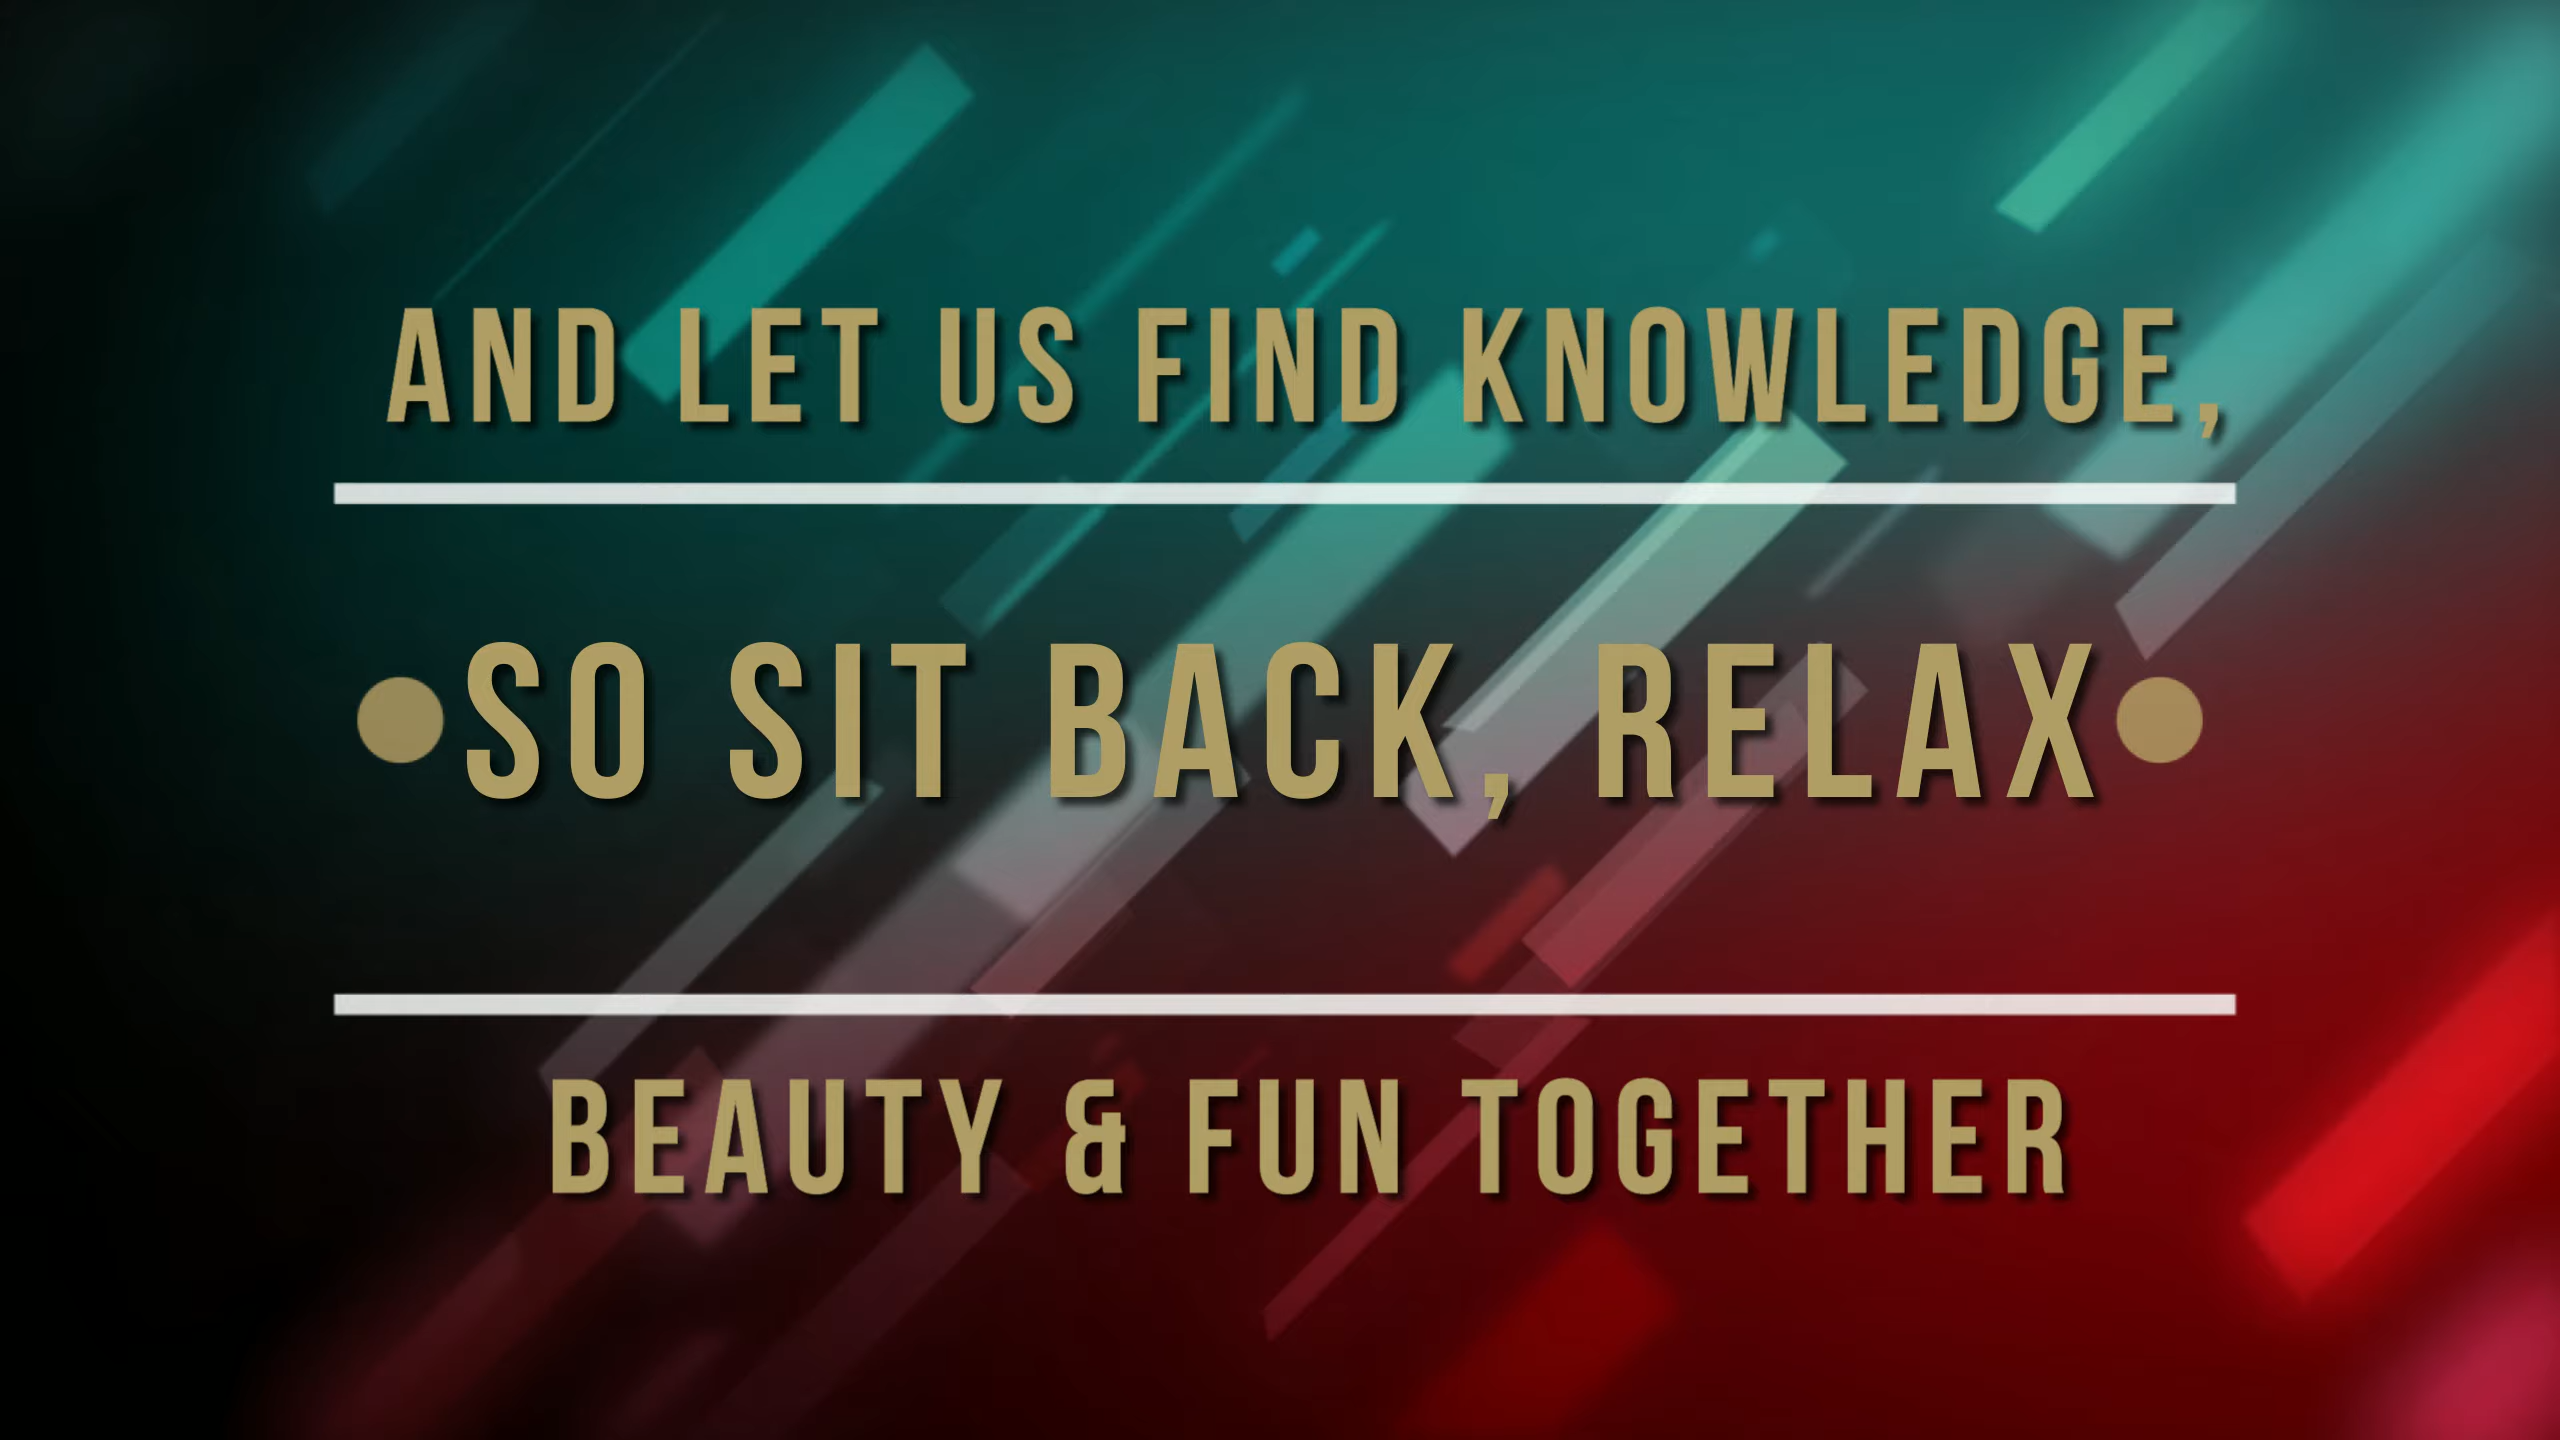 AND LET US FIND KNOWLEDGE,
SO SIT BACK, RELAX
BEAUTY & FUN TOGETHER